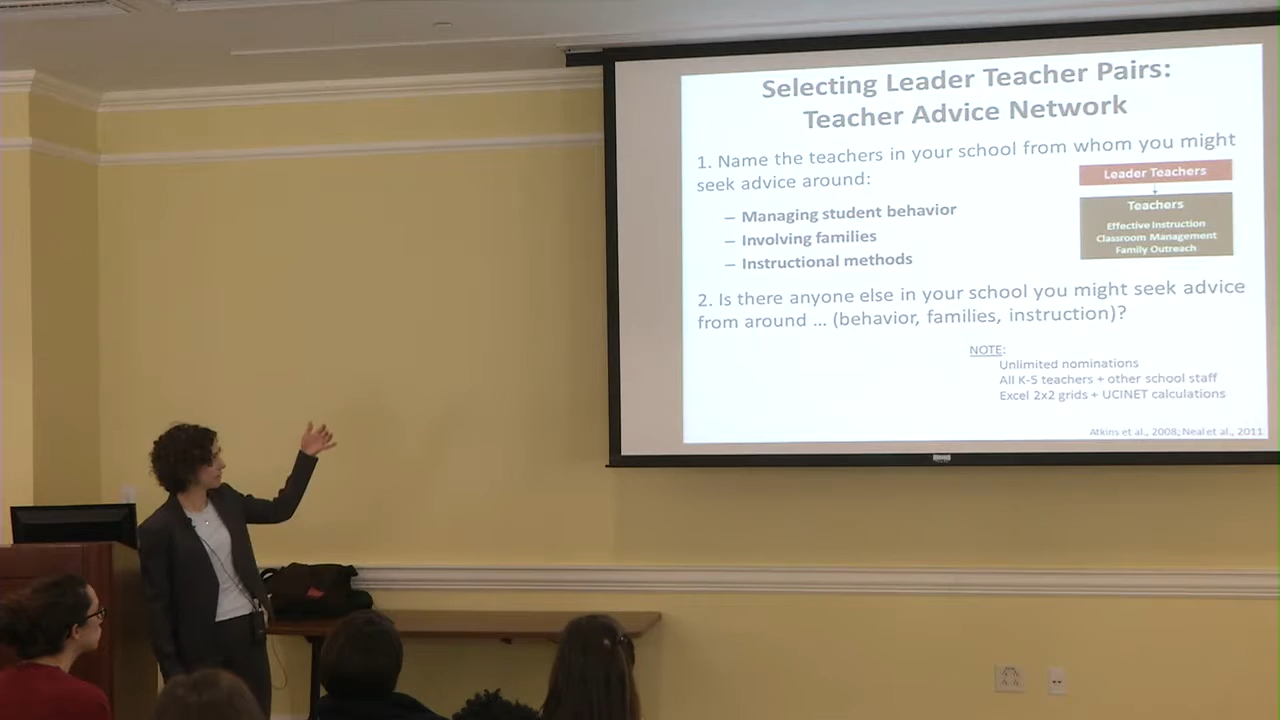 Selecting Leader Teacher Pairs:
Teacher Advice Network
1. Name the teachers in your school from whom you might
seek advice around:
– Managing student behavior
– Involving families
– Instructional methods
Leader Teachers
Teachers
Effective Instruction
Classroom Management
Family Outreach
2. Is there anyone else in your school you might seek advice
from around ... (behavior, families, instruction)?
NOTE:
Unlimited nominations
All K-5 teachers + other school staff
Excel 2x2 grids + UCINET calculations
Atkins et al., 2008; Neal et al., 2011